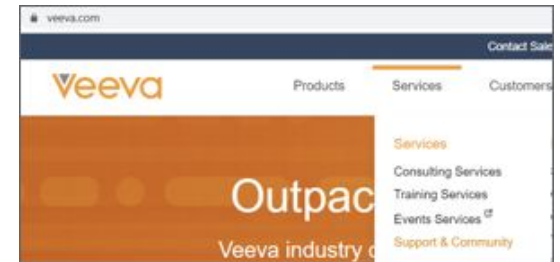 veeva.com
Contact Sale
Veeva
Products Services Customers
Services
Consulting Services
Training Services
Events Services
Support & Community
Outpac
Veeva industry